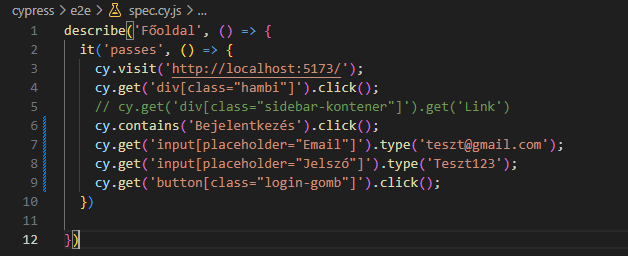 cypress > e2e > spec.cy.js > ...
1 describe('Főoldal', () => {
2 it('passes', () => {
3 cy.visit('http://localhost:5173/');
4 cy.get('div[class="hambi"]').click();
5 // cy.get('div[class="sidebar-kontener"]').get('Link')
6 cy.contains('Bejelentkezés').click();
7 cy.get('input[placeholder="Email"]').type('teszt@gmail.com');
8 cy.get('input[placeholder="Jelszó"]').type('Teszt123');
9 cy.get('button[class="login-gomb"]').click();
10 })
11
12 })